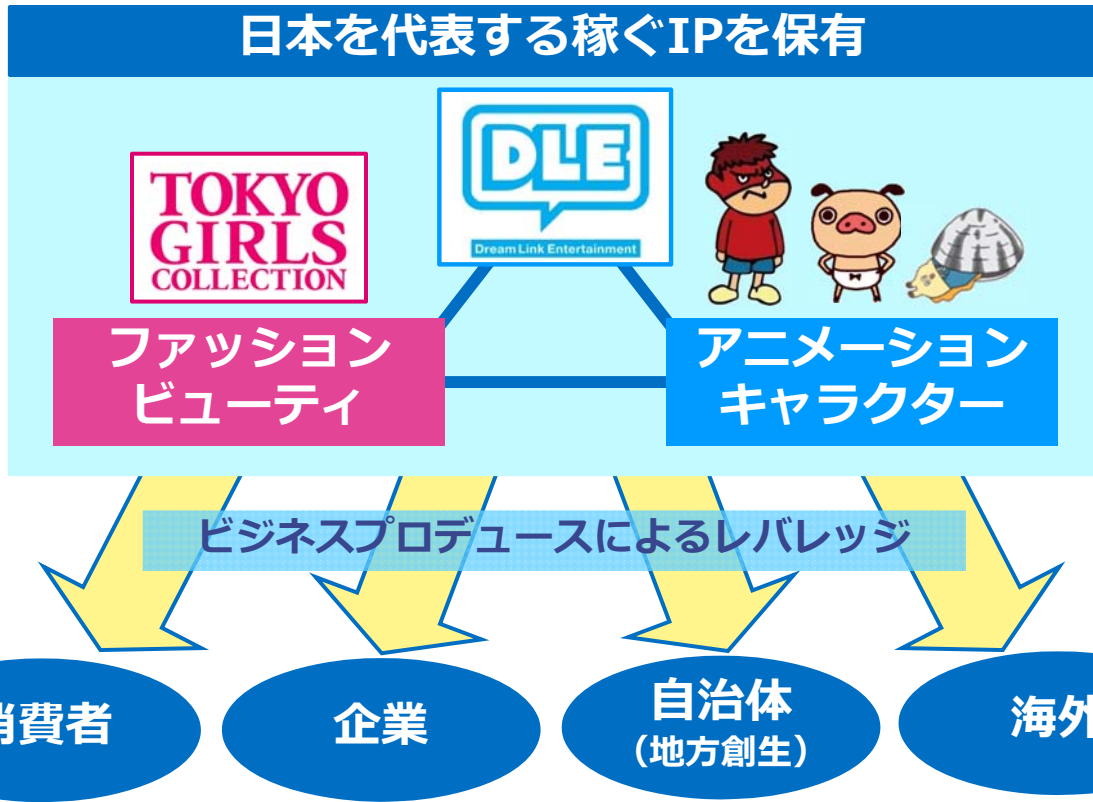 日本を代表する稼ぐIPを保有
DLE
Dream Link Entertainment
TOKYO
GIRLS
COLLECTION
ファッション
ビューティ
アニメーション
キャラクター
ビジネスプロデュースによるレバレッジ
消費者
企業
自治体
（地方創生）
海外